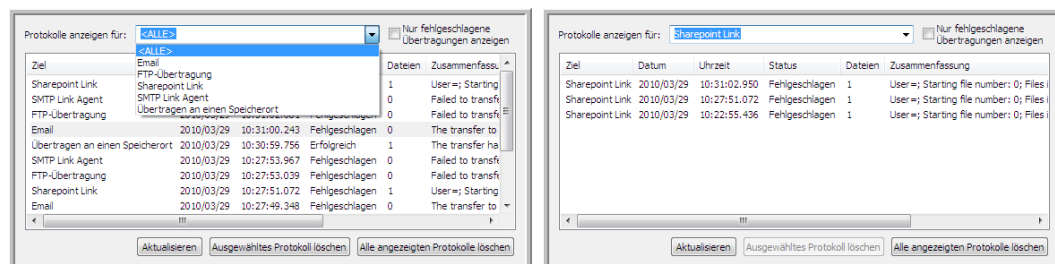 Protokolle anzeigen für: <ALLE> Nur fehlgeschlagene Übertragungen anzeigen
<ALLE>
Email
FTP-Übertragung
Sharepoint Link
SMTP Link Agent
Übertragen an einen Speicherort
Ziel Dateien Zusammenfassu
Sharepoint Link 1 User=; Starting
SMTP Link Agent 0 Failed to transfe
FTP-Übertragung 2010/03/29 Fehlgeschlagen 0 Failed to transfe
Email 2010/03/29 10:31:00.243 Fehlgeschlagen 0 The transfer to
Übertragen an einen Speicherort 2010/03/29 10:30:59.756 Erfolgreich 1 The transfer ha
SMTP Link Agent 2010/03/29 10:27:53.967 Fehlgeschlagen 0 Failed to transfe
FTP-Übertragung 2010/03/29 10:27:53.039 Fehlgeschlagen 0 Failed to transfe
Sharepoint Link 2010/03/29 10:27:51.072 Fehlgeschlagen 1 User=; Starting
Email 2010/03/29 10:27:49.348 Fehlgeschlagen 0 The transfer to
Aktualisieren Ausgewähltes Protokoll löschen Alle angezeigten Protokolle löschen
Protokolle anzeigen für: Sharepoint Link Nur fehlgeschlagene Übertragungen anzeigen
Ziel Datum Uhrzeit Status Dateien Zusammenfassung
Sharepoint Link 2010/03/29 10:31:02.950 Fehlgeschlagen 1 User=; Starting file number: 0; Files i
Sharepoint Link 2010/03/29 10:27:51.072 Fehlgeschlagen 1 User=; Starting file number: 0; Files i
Sharepoint Link 2010/03/29 10:22:55.436 Fehlgeschlagen 1 User=; Starting file number: 0; Files i
Aktualisieren Ausgewähltes Protokoll löschen Alle angezeigten Protokolle löschen